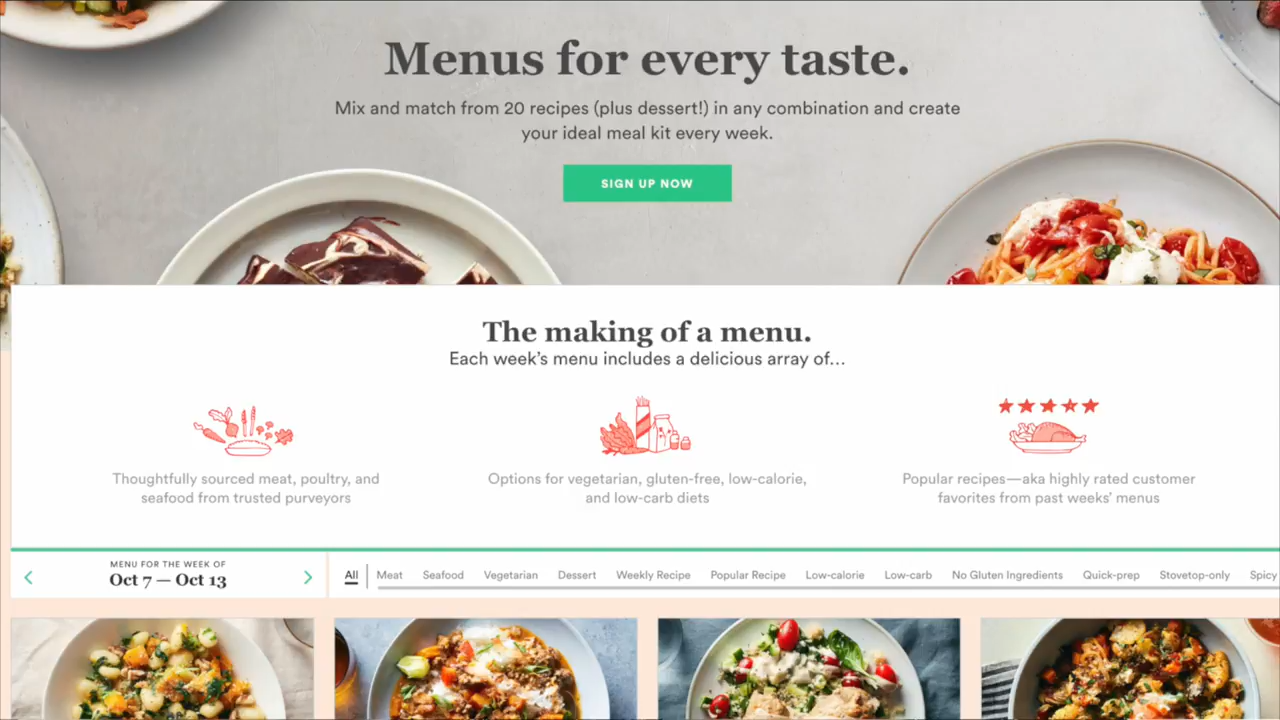 Menus for every taste.
Mix and match from 20 recipes (plus dessert!) in any combination and create
your ideal meal kit every week.
SIGN UP NOW
The making of a menu.
Each week's menu includes a delicious array of…
Thoughtfully sourced meat, poultry, and
seafood from trusted purveyors
Options for vegetarian, gluten-free, low-calorie,
and low-carb diets
Popular recipes—aka highly rated customer
favorites from past weeks' menus
MENU FOR THE WEEK OF
Oct 7 — Oct 13
All Meat Seafood Vegetarian Dessert Weekly Recipe Popular Recipe Low-calorie Low-carb No Gluten Ingredients Quick-prep Stovetop-only Spicy